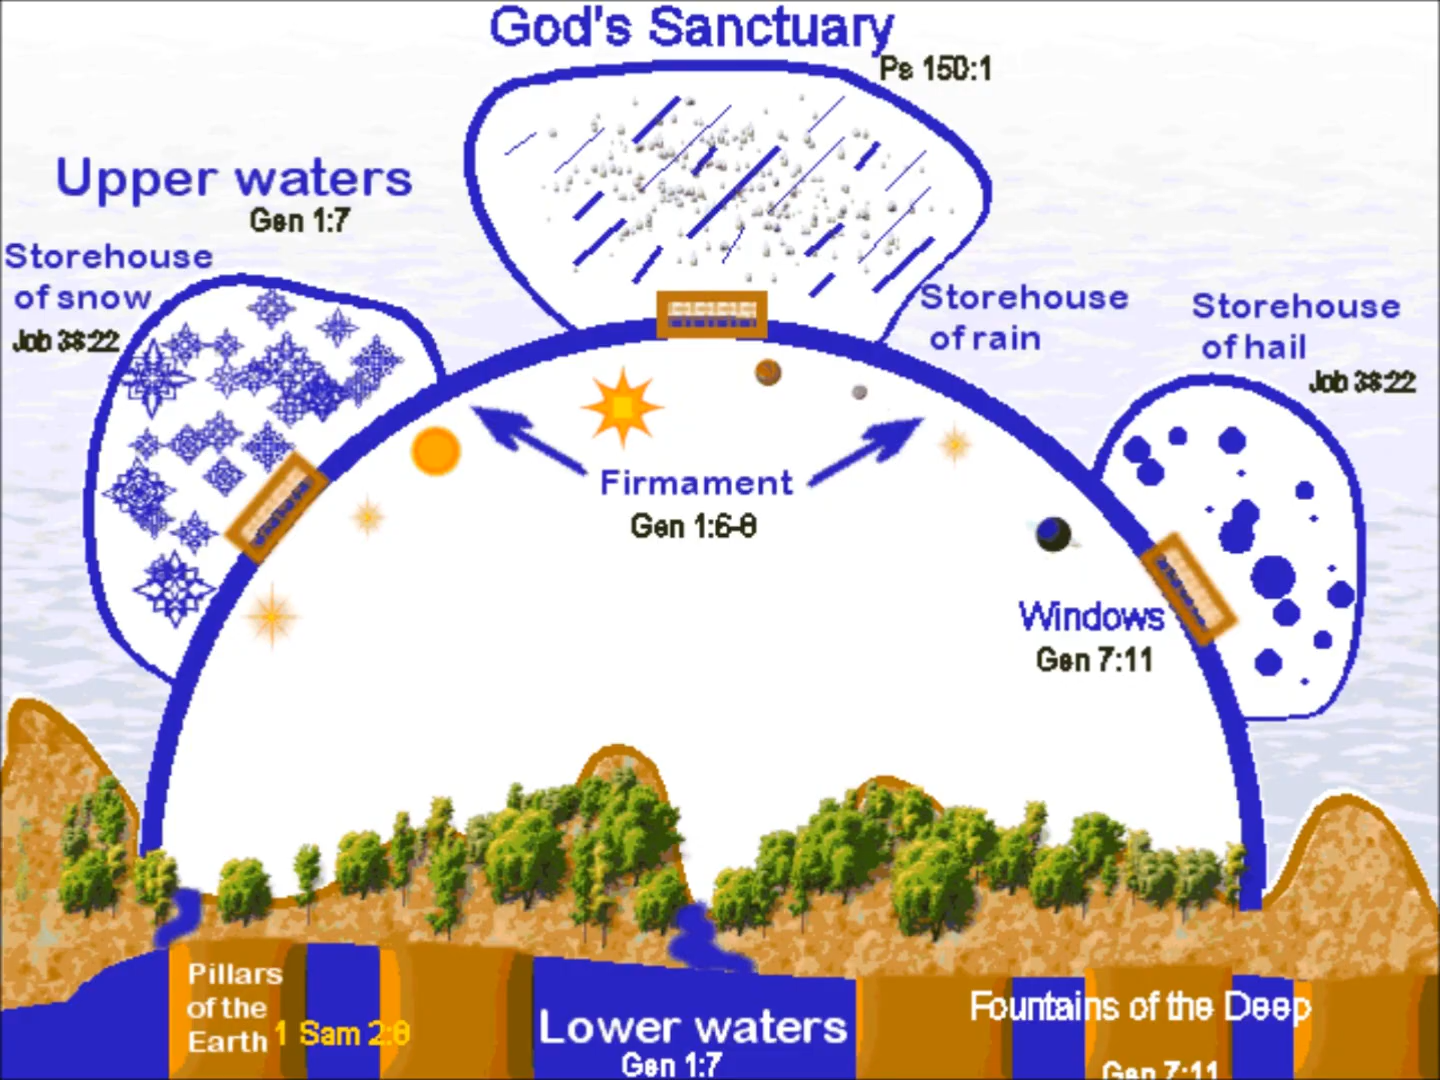 God's Sanctuary
Ps 150:1
Upper waters
Gen 1:7
Storehouse
of snow
Job 38:22
Storehouse
of rain
Storehouse
of hail
Job 38:22
Firmament
Gen 1:6-8
Windows
Gen 7:11
Pillars
of the
Earth
1 Sam 2:8
Lower waters
Gen 1:7
Fountains of the Deep
Gen 7:11